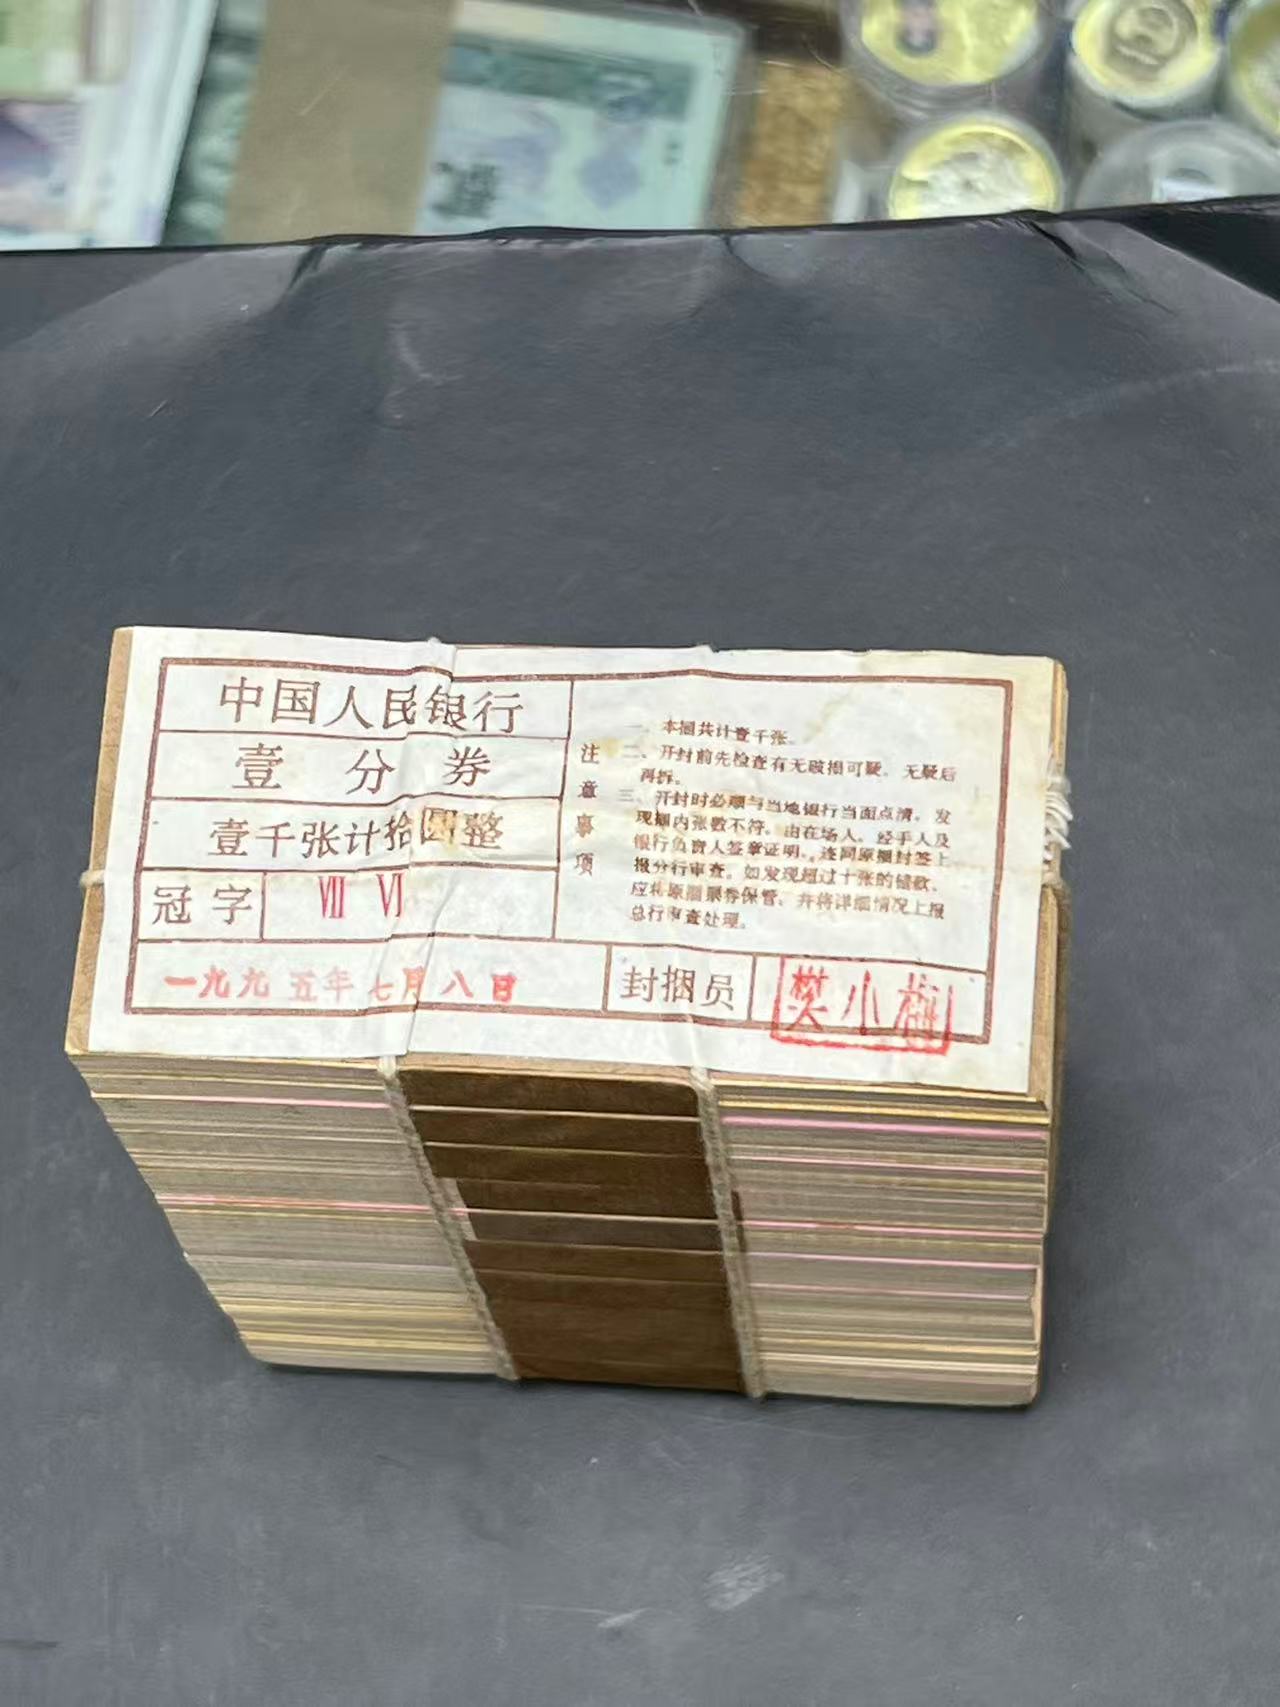 中国人民银行
壹分券
壹千张计拾圆整
冠字 Ⅶ Ⅵ
一九九五年七月八日
注意事项
一、本捆共计壹千张。
二、开封前先检查有无破损可疑。无疑后
再拆。
三、开封时必须与当地银行当面点清，发
现捆内张数不符，由在场人、经手人及
银行负责人签章证明，连同原捆封签上
报分行审查。如发现超过十张的错款，
应将原捆票券保管，并将详细情况上报
总行审查处理。
封捆员
樊小梅